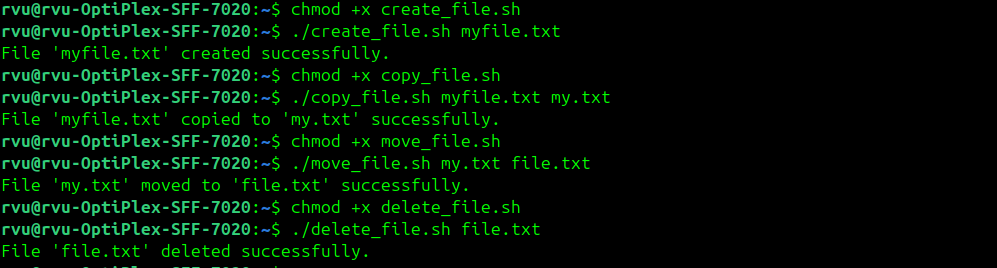 rvu@rvu-OptiPlex-SFF-7020:~$ chmod +x create_file.sh
rvu@rvu-OptiPlex-SFF-7020:~$ ./create_file.sh myfile.txt
File 'myfile.txt' created successfully.
rvu@rvu-OptiPlex-SFF-7020:~$ chmod +x copy_file.sh
rvu@rvu-OptiPlex-SFF-7020:~$ ./copy_file.sh myfile.txt my.txt
File 'myfile.txt' copied to 'my.txt' successfully.
rvu@rvu-OptiPlex-SFF-7020:~$ chmod +x move_file.sh
rvu@rvu-OptiPlex-SFF-7020:~$ ./move_file.sh my.txt file.txt
File 'my.txt' moved to 'file.txt' successfully.
rvu@rvu-OptiPlex-SFF-7020:~$ chmod +x delete_file.sh
rvu@rvu-OptiPlex-SFF-7020:~$ ./delete_file.sh file.txt
File 'file.txt' deleted successfully.